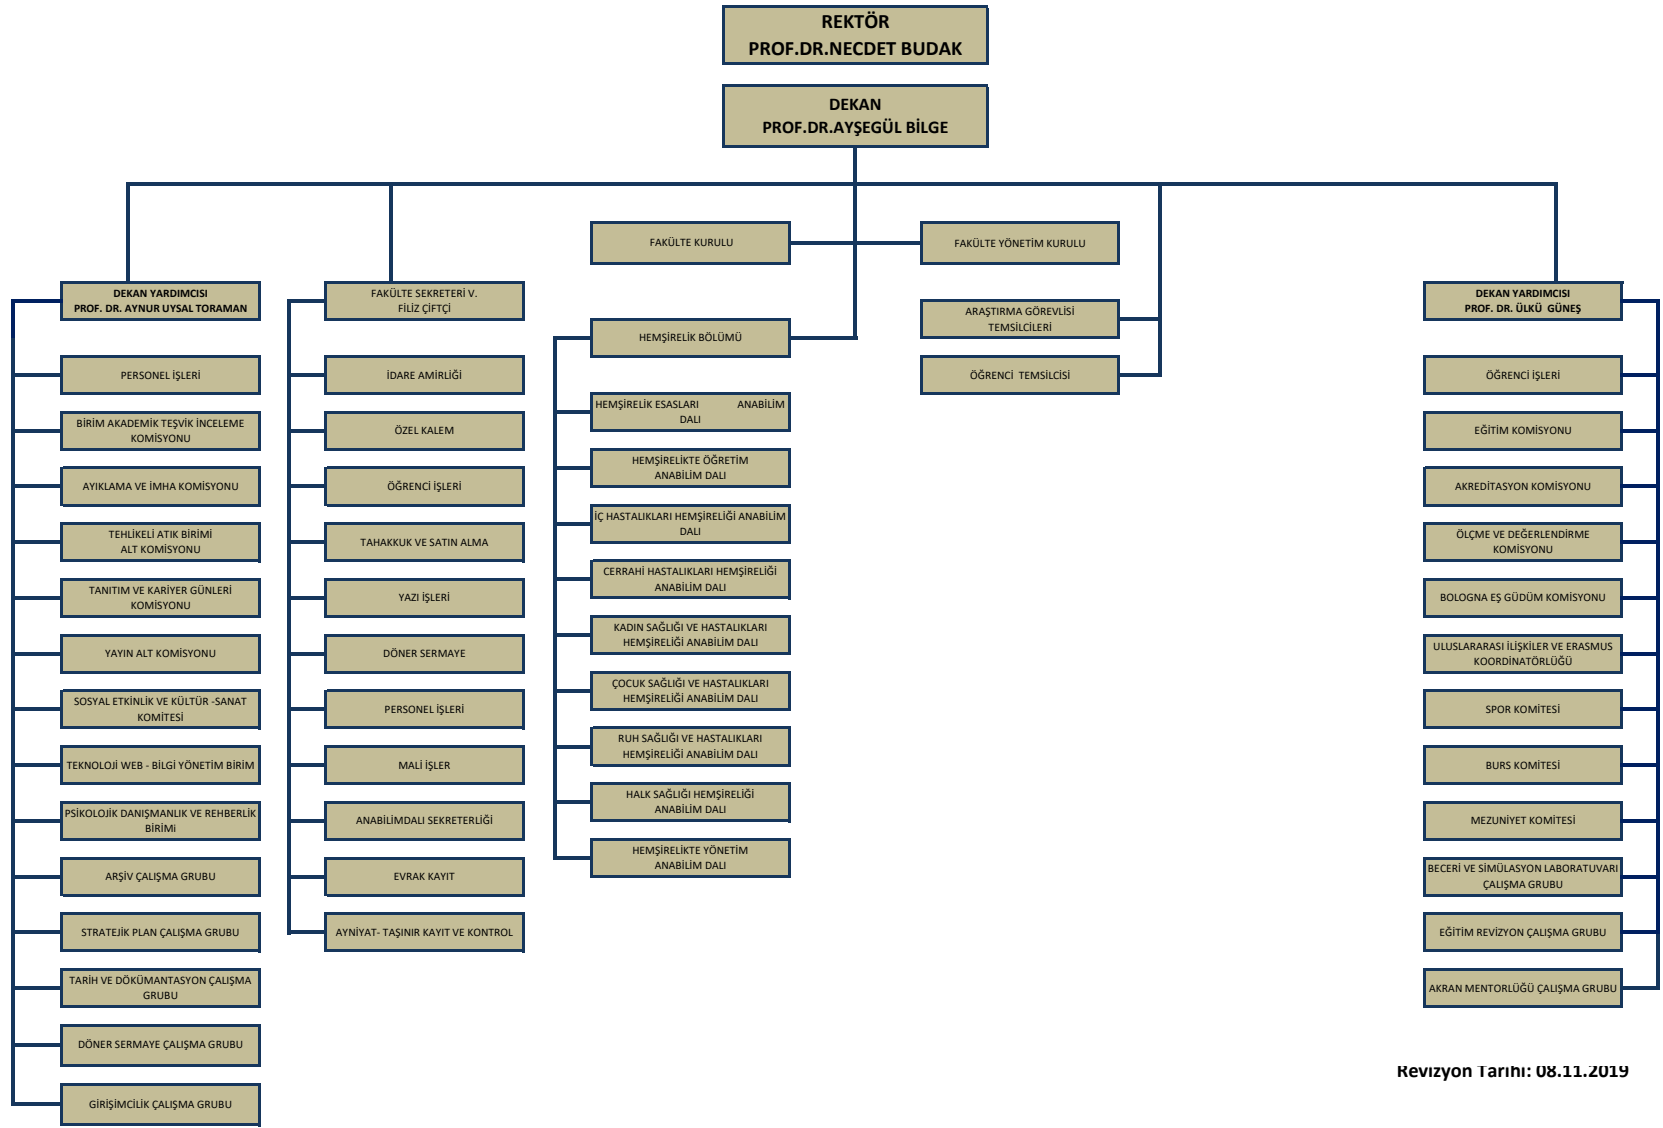 REKTÖR
PROF.DR.NECDET BUDAK
DEKAN
PROF.DR.AYŞEGÜL BİLGE
FAKÜLTE KURULU
FAKÜLTE YÖNETİM KURULU
DEKAN YARDIMCISI
PROF. DR. AYNUR UYSAL TORAMAN
PERSONEL İŞLERİ
BİRİM AKADEMİK TEŞVİK İNCELEME
KOMİSYONU
AYIKLAMA VE İMHA KOMİSYONU
TEHLİKELİ ATIK BİRİMİ
ALT KOMİSYONU
TANITIM VE KARİYER GÜNLERİ
KOMİSYONU
YAYIN ALT KOMİSYONU
SOSYAL ETKİNLİK VE KÜLTÜR -SANAT
KOMİTESİ
TEKNOLOJİ WEB - BİLGİ YÖNETİM BİRİM
PSİKOLOJİK DANIŞMANLIK VE REHBERLİK
BİRİMi
ARŞİV ÇALIŞMA GRUBU
STRATEJİK PLAN ÇALIŞMA GRUBU
TARİH VE DÖKÜMANTASYON ÇALIŞMA
GRUBU
DÖNER SERMAYE ÇALIŞMA GRUBU
GİRİŞİMCİLİK ÇALIŞMA GRUBU
FAKÜLTE SEKRETERİ V.
FİLİZ ÇİFTÇİ
İDARE AMİRLİĞİ
ÖZEL KALEM
ÖĞRENCİ İŞLERİ
TAHAKKUK VE SATIN ALMA
YAZI İŞLERİ
DÖNER SERMAYE
PERSONEL İŞLERİ
MALİ İŞLER
ANABİLİMDALI SEKRETERLİĞİ
EVRAK KAYIT
AYNİYAT- TAŞINIR KAYIT VE KONTROL
HEMŞİRELİK BÖLÜMÜ
HEMŞİRELİK ESASLARI ANABİLİM
DALI
HEMŞİRELİKTE ÖĞRETİM
ANABİLİM DALI
İÇ HASTALIKLARI HEMŞİRELİĞİ ANABİLİM
DALI
CERRAHİ HASTALIKLARI HEMŞİRELİĞİ
ANABİLİM DALI
KADIN SAĞLIĞI VE HASTALIKLARI
HEMŞİRELİĞİ ANABİLİM DALI
ÇOCUK SAĞLIĞI VE HASTALIKLARI
HEMŞİRELİĞİ ANABİLİM DALI
RUH SAĞLIĞI VE HASTALIKLARI
HEMŞİRELİĞİ ANABİLİM DALI
HALK SAĞLIĞI HEMŞİRELİĞİ
ANABİLİM DALI
HEMŞİRELİKTE YÖNETİM
ANABİLİM DALI
ARAŞTIRMA GÖREVLİSİ
TEMSİLCİLERİ
ÖĞRENCİ TEMSİLCİSİ
DEKAN YARDIMCISI
PROF. DR. ÜLKÜ GÜNEŞ
ÖĞRENCİ İŞLERİ
EĞİTİM KOMİSYONU
AKREDİTASYON KOMİSYONU
ÖLÇME VE DEĞERLENDİRME
KOMİSYONU
BOLOGNA EŞ GÜDÜM KOMİSYONU
ULUSLARARASI İLİŞKİLER VE ERASMUS
KOORDİNATÖRLÜĞÜ
SPOR KOMİTESİ
BURS KOMİTESİ
MEZUNİYET KOMİTESİ
BECERİ VE SİMÜLASYON LABORATUVARI
ÇALIŞMA GRUBU
EĞİTİM REVİZYON ÇALIŞMA GRUBU
AKRAN MENTORLÜĞÜ ÇALIŞMA GRUBU
Revizyon Tarihi: 08.11.2019